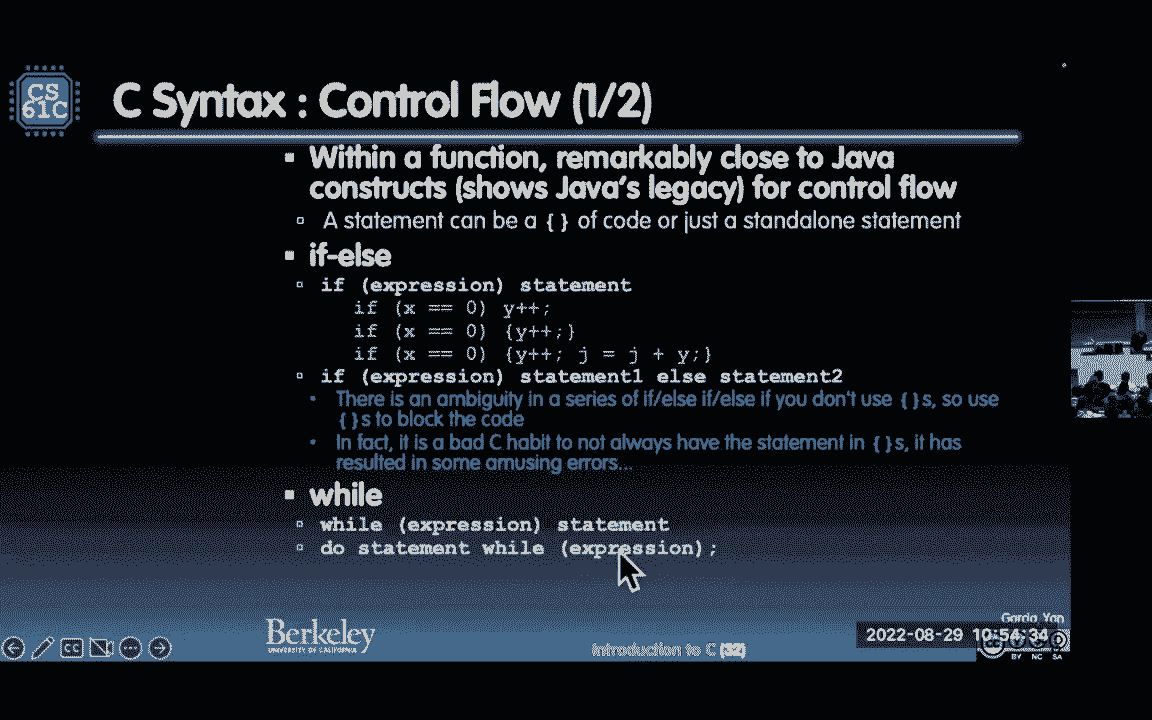 CS
61C
C Syntax : Control Flow (1/2)
▪ Within a function, remarkably close to Java
constructs (shows Java's legacy) for control flow
▫ A statement can be a {} of code or just a standalone statement
▪ if-else
▫ if (expression) statement
if (x == 0) y++;
if (x == 0) {y++;}
if (x == 0) {y++; j = j + y;}
▫ if (expression) statement1 else statement2
• There is an ambiguity in a series of if/else if/else if you don't use {}s, so use
{}s to block the code
• In fact, it is a bad C habit to not always have the statement in {}s, it has
resulted in some amusing errors...
▪ while
▫ while (expression) statement
▫ do statement while (expression);
Berkeley
UNIVERSITY OF CALIFORNIA
Introduction to C (32)
Yan
2022-08-29 10:54:34
CC
BY NC SA